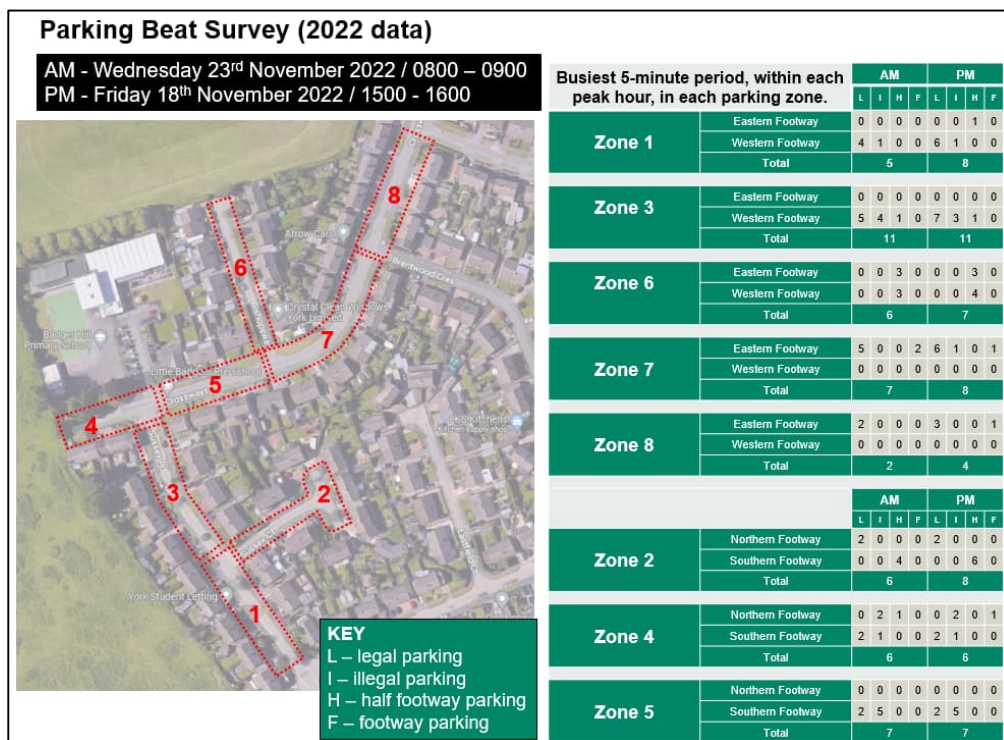 Parking Beat Survey (2022 data)
AM - Wednesday 23rd November 2022 / 0800 – 0900
PM - Friday 18th November 2022 / 1500 - 1600
8
Arrow Cars
Brentwood Cres
6
Crystal Clean Windows
York Limited
7
Badger Hill
Primary School
5
4
3
2
Kitchen supply shop
York Student Letting
1
KEY
L – legal parking
I – illegal parking
H – half footway parking
F – footway parking
Busiest 5-minute period, within each
peak hour, in each parking zone.
AM PM
L I H F L I H F
Zone 1
Eastern Footway 0 0 0 0 0 0 1 0
Western Footway 4 1 0 0 6 1 0 0
Total 5 8
Zone 3
Eastern Footway 0 0 0 0 0 0 0 0
Western Footway 5 4 1 0 7 3 1 0
Total 11 11
Zone 6
Eastern Footway 0 0 3 0 0 0 3 0
Western Footway 0 0 3 0 0 0 4 0
Total 6 7
Zone 7
Eastern Footway 5 0 0 2 6 1 0 1
Western Footway 0 0 0 0 0 0 0 0
Total 7 8
Zone 8
Eastern Footway 2 0 0 0 3 0 0 1
Western Footway 0 0 0 0 0 0 0 0
Total 2 4
AM PM
L I H F L I H F
Zone 2
Northern Footway 2 0 0 0 2 0 0 0
Southern Footway 0 0 4 0 0 0 6 0
Total 6 8
Zone 4
Northern Footway 0 2 1 0 0 2 0 1
Southern Footway 2 1 0 0 2 1 0 0
Total 6 6
Zone 5
Northern Footway 0 0 0 0 0 0 0 0
Southern Footway 2 5 0 0 2 5 0 0
Total 7 7